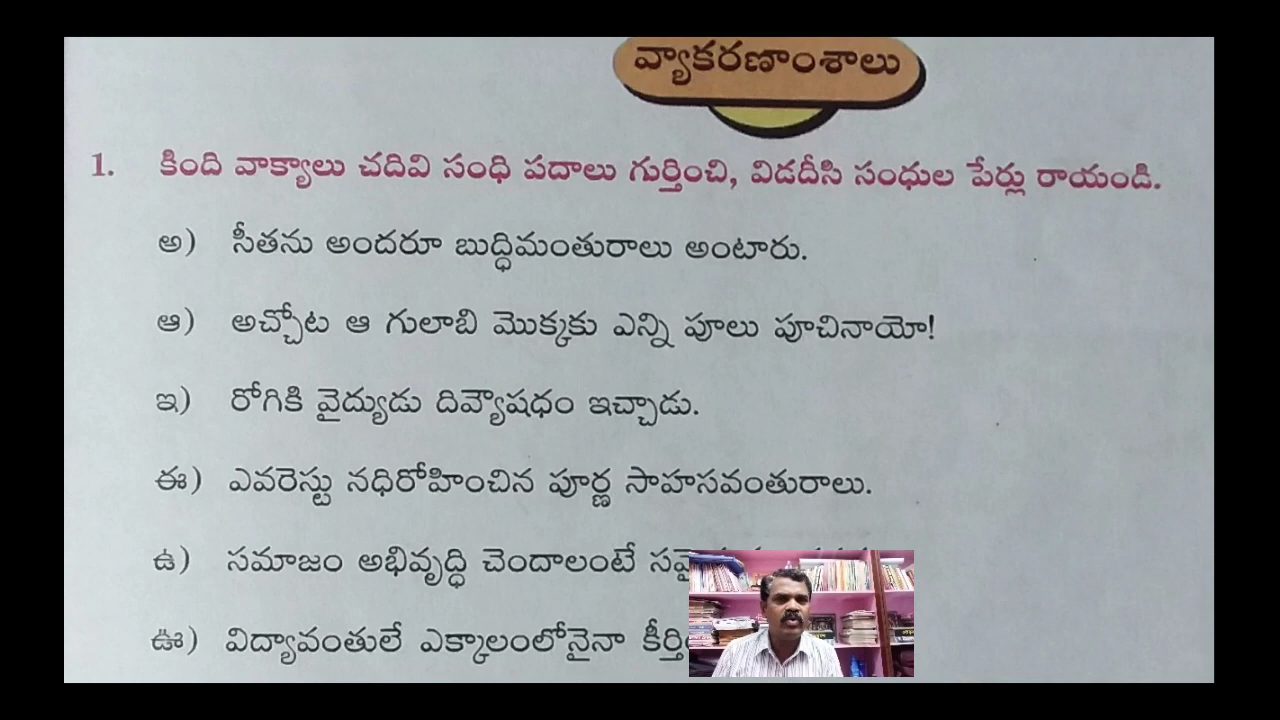 వ్యాకరణాంశాలు
1. కింది వాక్యాలు చదివి సంధి పదాలు గుర్తించి, విడదీసి సంధుల పేర్లు రాయండి.
అ) సీతను అందరూ బుద్ధిమంతురాలు అంటారు.
ఆ) అచ్చోట ఆ గులాబి మొక్కకు ఎన్ని పూలు పూచినాయో!
ఇ) రోగికి వైద్యుడు దివ్యౌషధం ఇచ్చాడు.
ఈ) ఎవరెస్టు నధిరోహించిన పూర్ణ సాహసవంతురాలు.
ఉ) సమాజం అభివృద్ధి చెందాలంటే
ఊ) విద్యావంతులే ఎక్కాలంలోనైనా